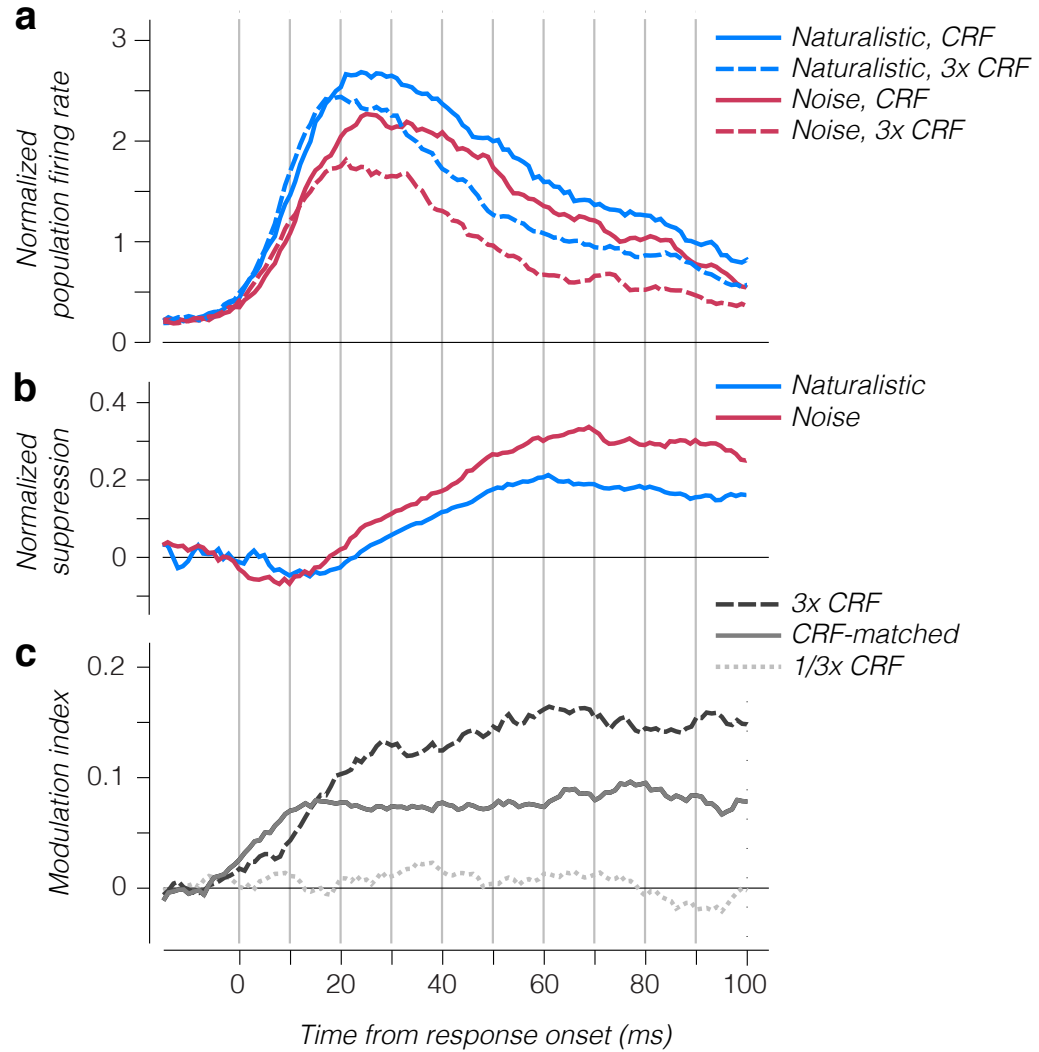 a
3
2
1
0
Normalized
population firing rate
Naturalistic, CRF
Naturalistic, 3x CRF
Noise, CRF
Noise, 3x CRF
b
0.4
0.2
0
Normalized
suppression
Naturalistic
Noise
3x CRF
CRF-matched
1/3x CRF
c
0.2
0.1
0
Modulation index
0 20 40 60 80 100
Time from response onset (ms)